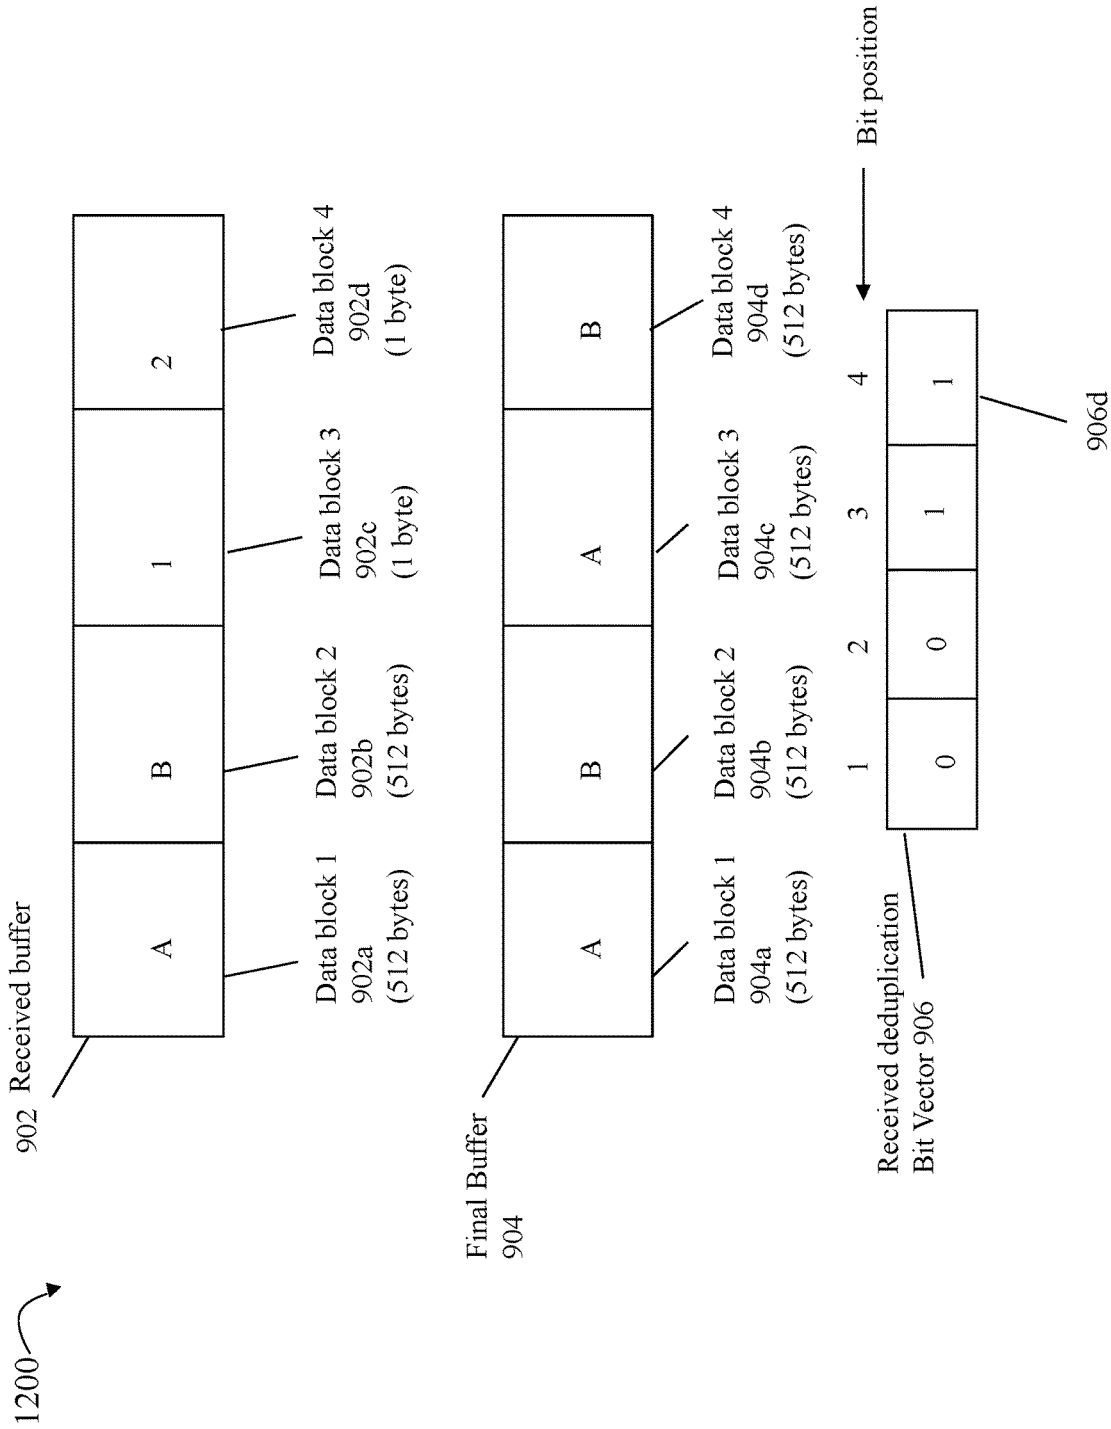 1200
902 Received buffer
A
B
1
2
Data block 1
902a
(512 bytes)
Data block 2
902b
(512 bytes)
Data block 3
902c
(1 byte)
Data block 4
902d
(1 byte)
Final Buffer
904
A
B
A
B
Data block 1
904a
(512 bytes)
Data block 2
904b
(512 bytes)
Data block 3
904c
(512 bytes)
Data block 4
904d
(512 bytes)
1
2
3
4
Bit position
Received deduplication
Bit Vector 906
0
0
1
1
906d